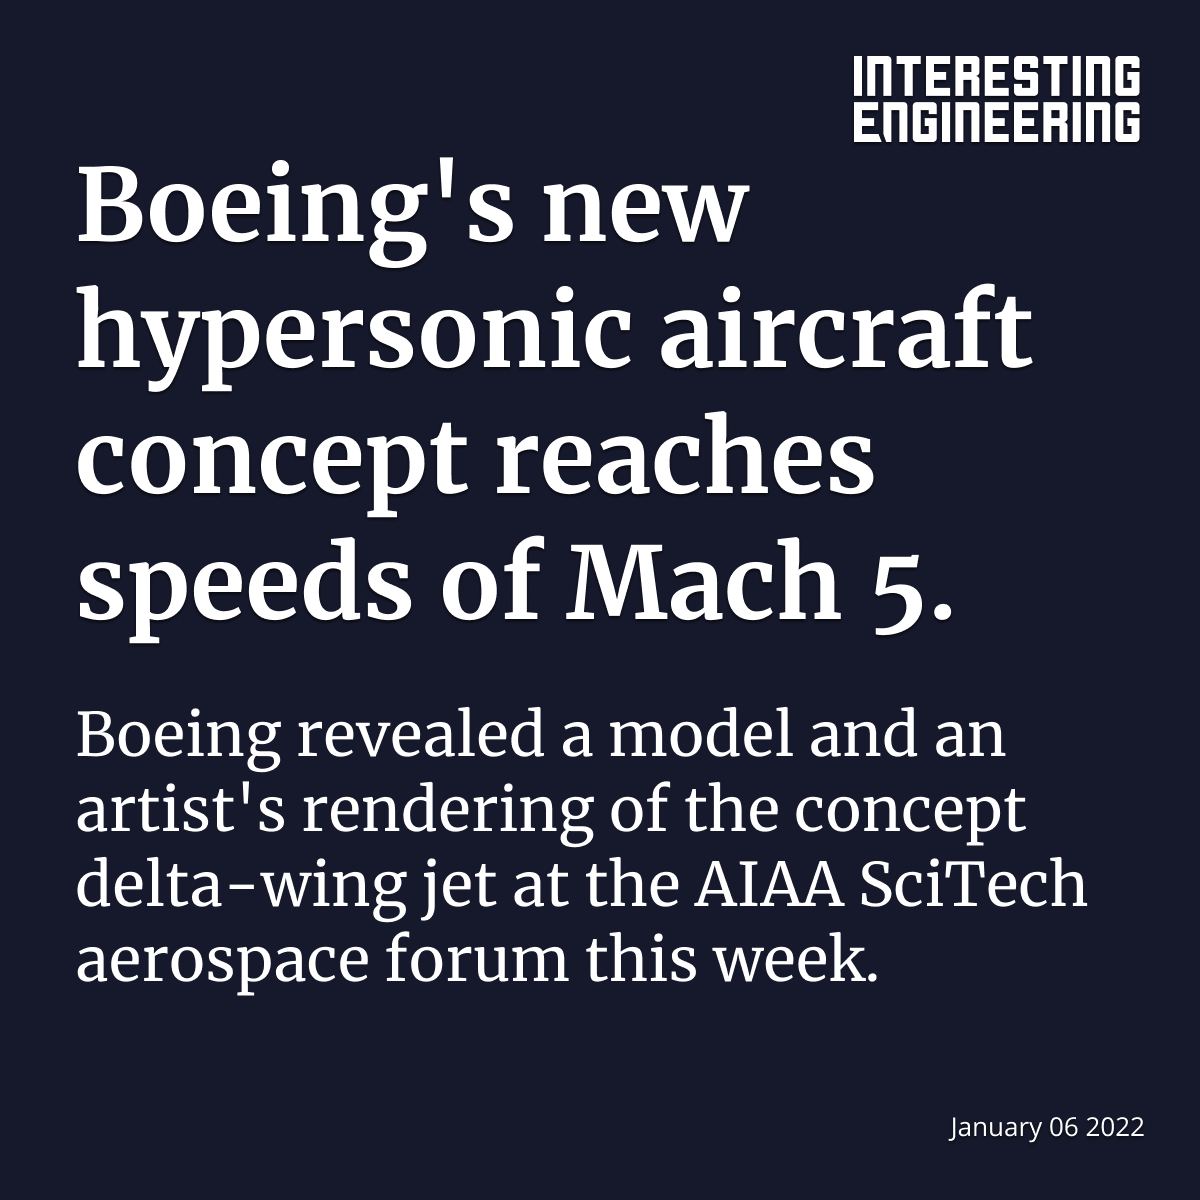 INTERESTING
ENGINEERING
Boeing's new
hypersonic aircraft
concept reaches
speeds of Mach 5.
Boeing revealed a model and an
artist's rendering of the concept
delta-wing jet at the AIAA SciTech
aerospace forum this week.
January 06 2022